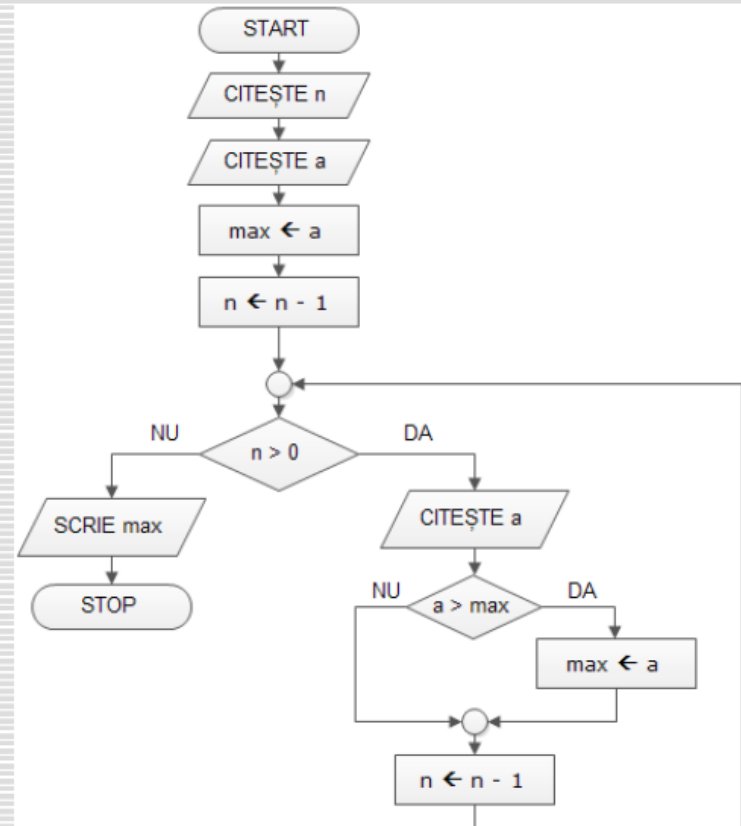 START
CITEȘTE n
CITEȘTE a
max ← a
n ← n - 1
NU
DA
n > 0
SCRIE max
STOP
CITEȘTE a
NU
DA
a > max
max ← a
n ← n - 1